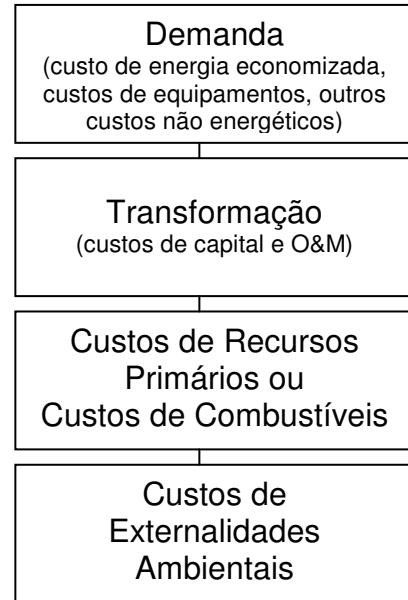 Demanda
(custo de energia economizada,
custos de equipamentos, outros
custos não energéticos)
Transformação
(custos de capital e O&M)
Custos de Recursos
Primários ou
Custos de Combustíveis
Custos de
Externalidades
Ambientais